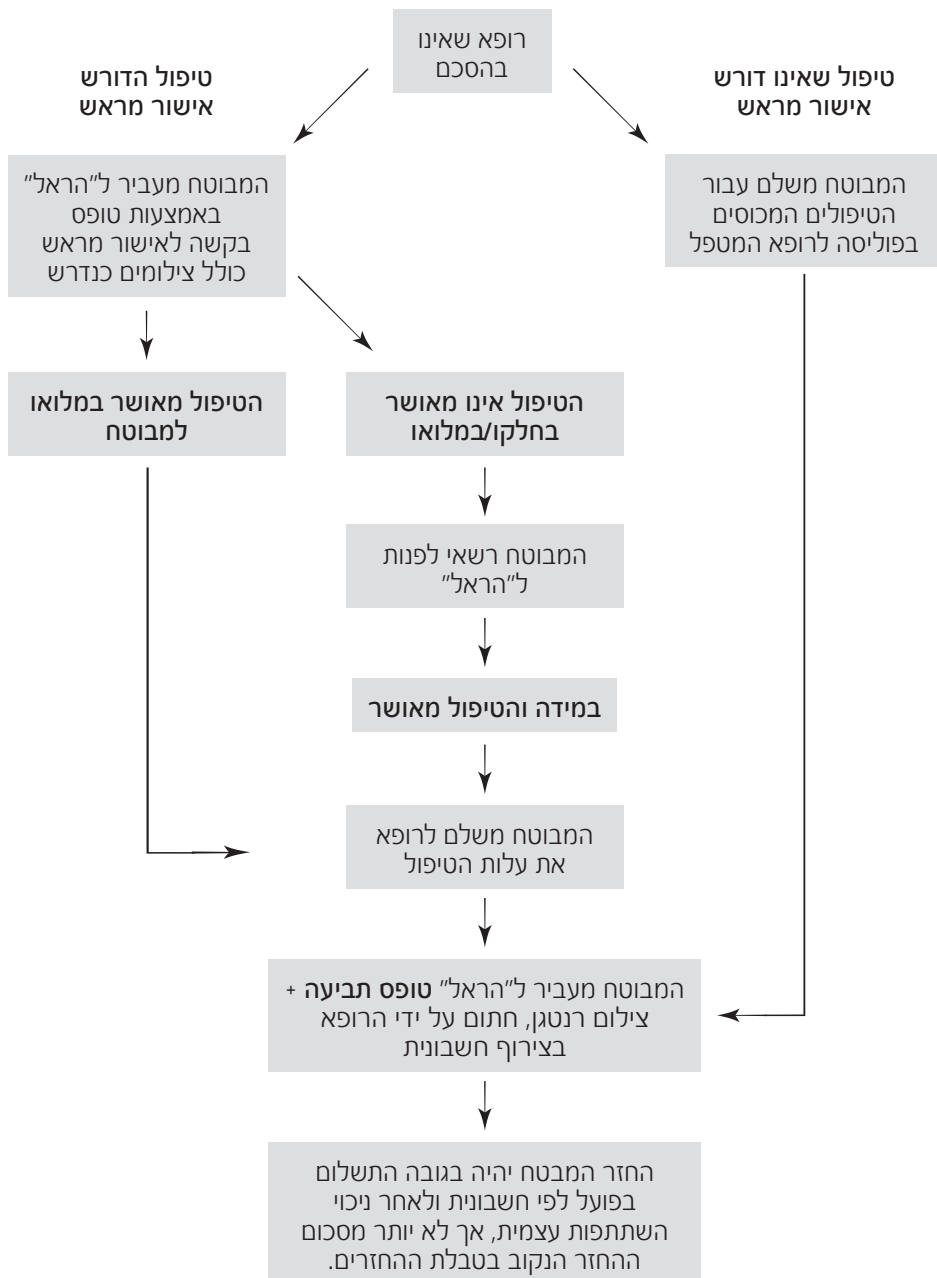 רופא שאינו
בהסכם
טיפול שאינו דורש
אישור מראש
טיפול הדורש
אישור מראש
המבוטח משלם עבור
הטיפולים המכוסים
בפוליסה לרופא המטפל
המבוטח מעביר ל"הראל"
באמצעות טופס
בקשה לאישור מראש
כולל צילומים כנדרש
הטיפול אינו מאושר
בחלקו/במלואו
הטיפול מאושר במלואו
למבוטח
המבוטח רשאי לפנות
ל"הראל"
במידה והטיפול מאושר
המבוטח משלם לרופא
את עלות הטיפול
המבוטח מעביר ל"הראל" טופס תביעה +
צילום רנטגן, חתום על ידי הרופא
בצירוף חשבונית
החזר המבטח יהיה בגובה התשלום
בפועל לפי חשבונית ולאחר ניכוי
השתתפות עצמית, אך לא יותר מסכום
ההחזר הנקוב בטבלת ההחזרים.